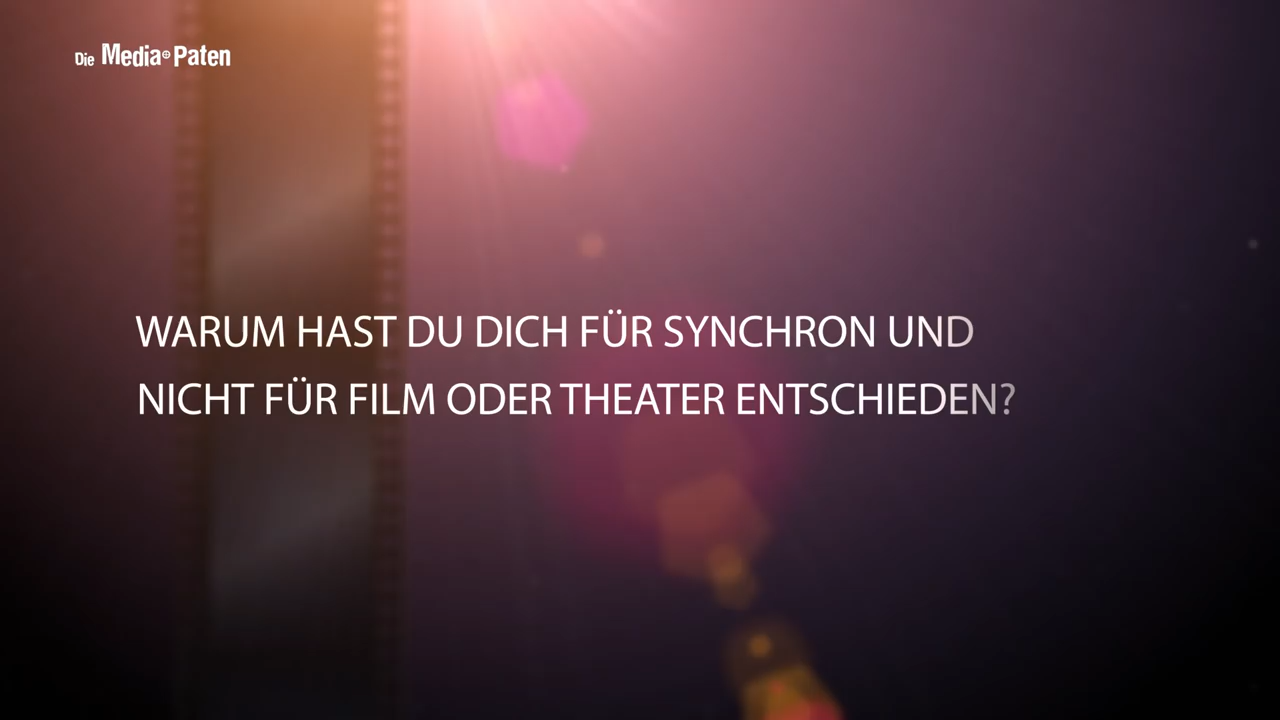 Die Media Paten
WARUM HAST DU DICH FÜR SYNCHRON UND
NICHT FÜR FILM ODER THEATER ENTSCHIEDEN?